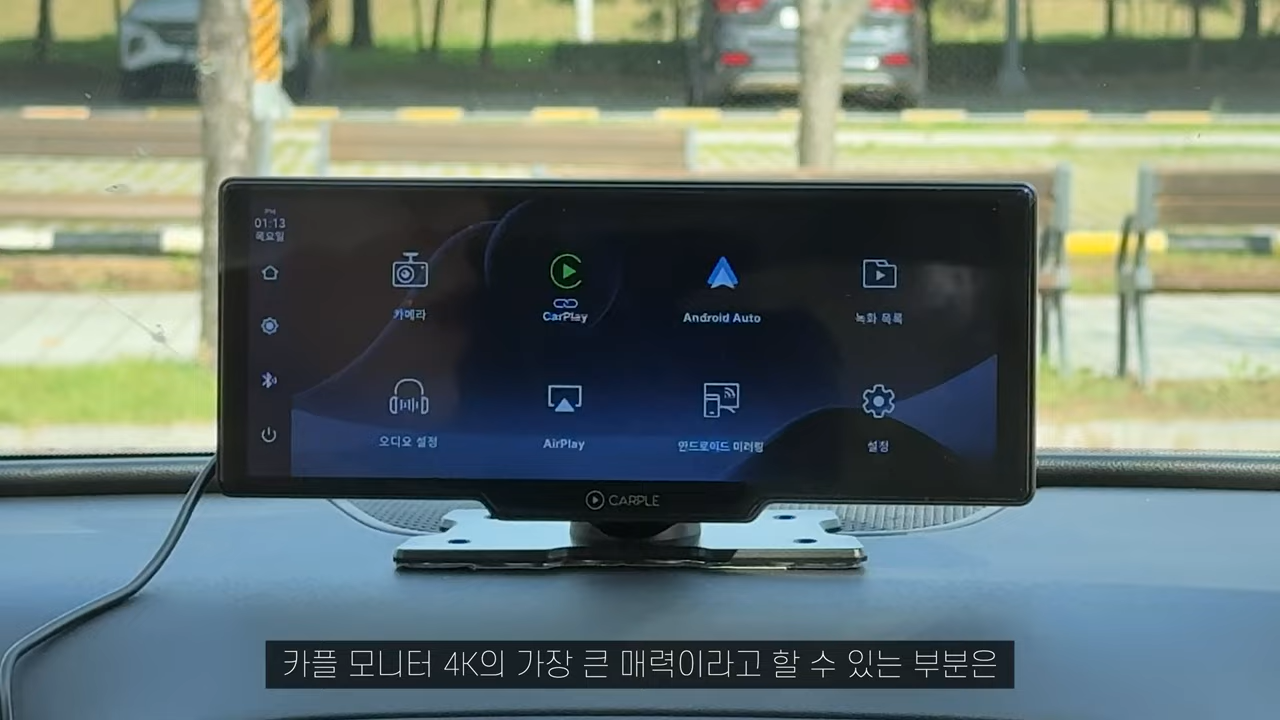 PM
01:13
목요일
카메라
CarPlay
Android Auto
녹화 목록
오디오 설정
AirPlay
안드로이드 미러링
설정
CARPLE
카플 모니터 4K의 가장 큰 매력이라고 할 수 있는 부분은